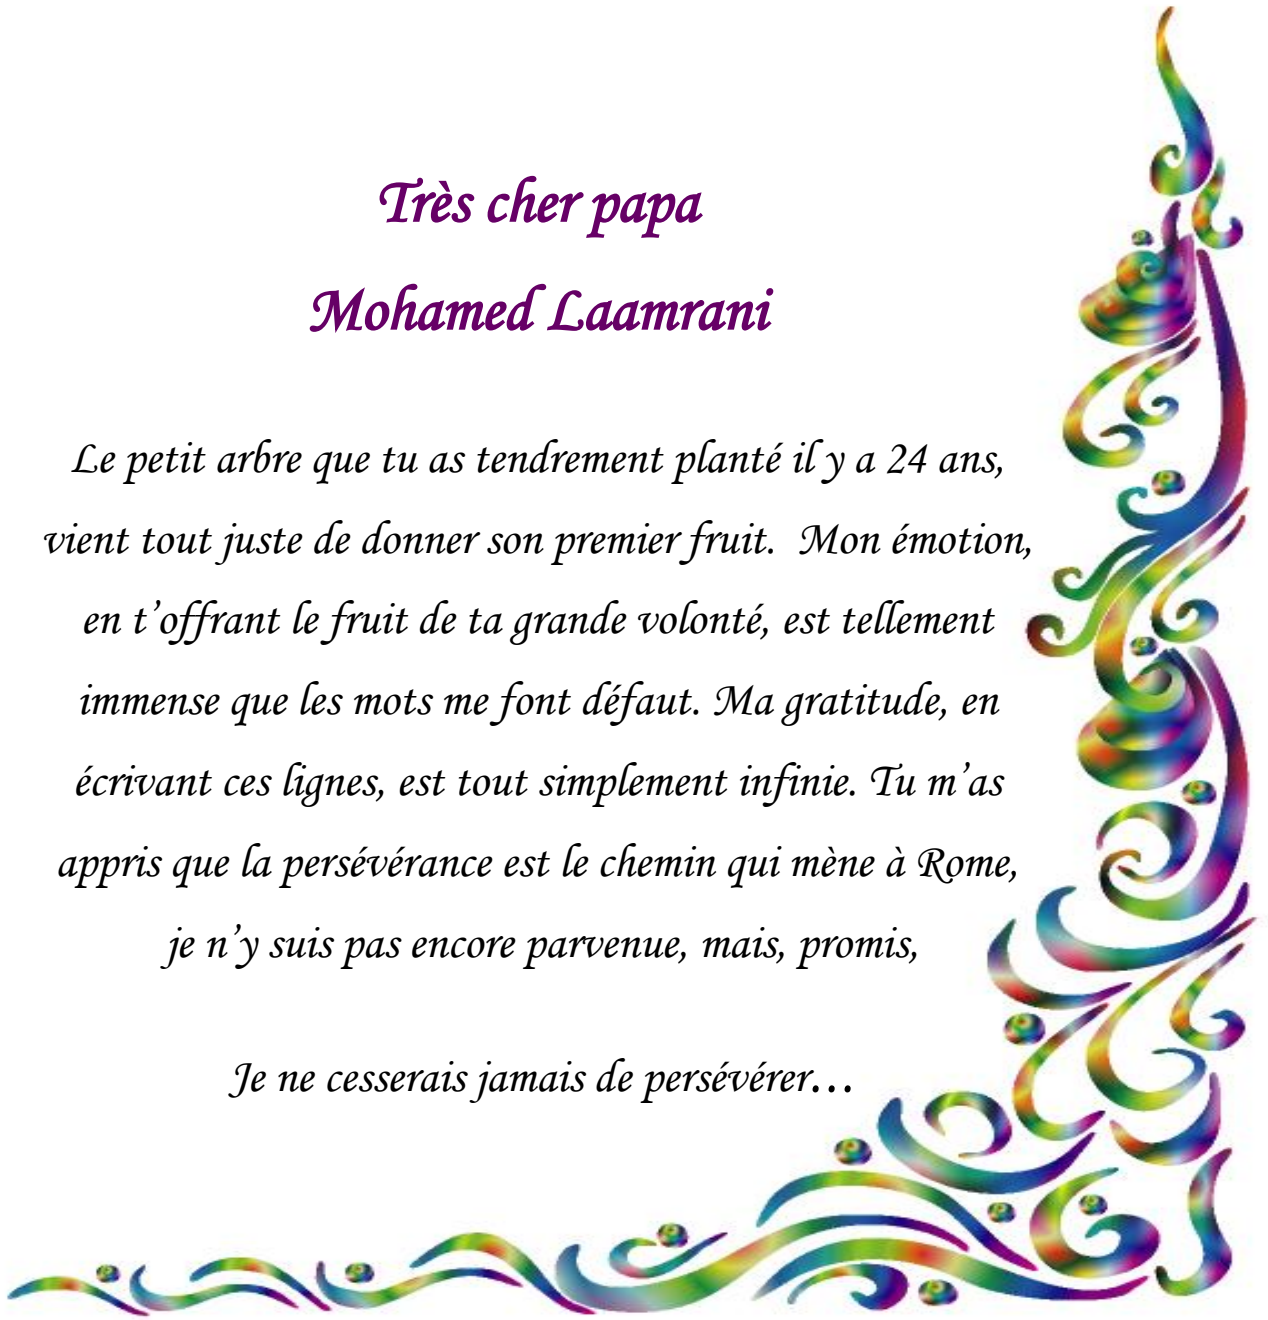 Très cher papa
Mohamed Laamrani
Le petit arbre que tu as tendrement planté il y a 24 ans,
vient tout juste de donner son premier fruit.  Mon émotion,
en t’offrant le fruit de ta grande volonté, est tellement
immense que les mots me font défaut. Ma gratitude, en
écrivant ces lignes, est tout simplement infinie. Tu m’as
appris que la persévérance est le chemin qui mène à Rome,
je n’y suis pas encore parvenue, mais, promis,
Je ne cesserais jamais de persévérer…